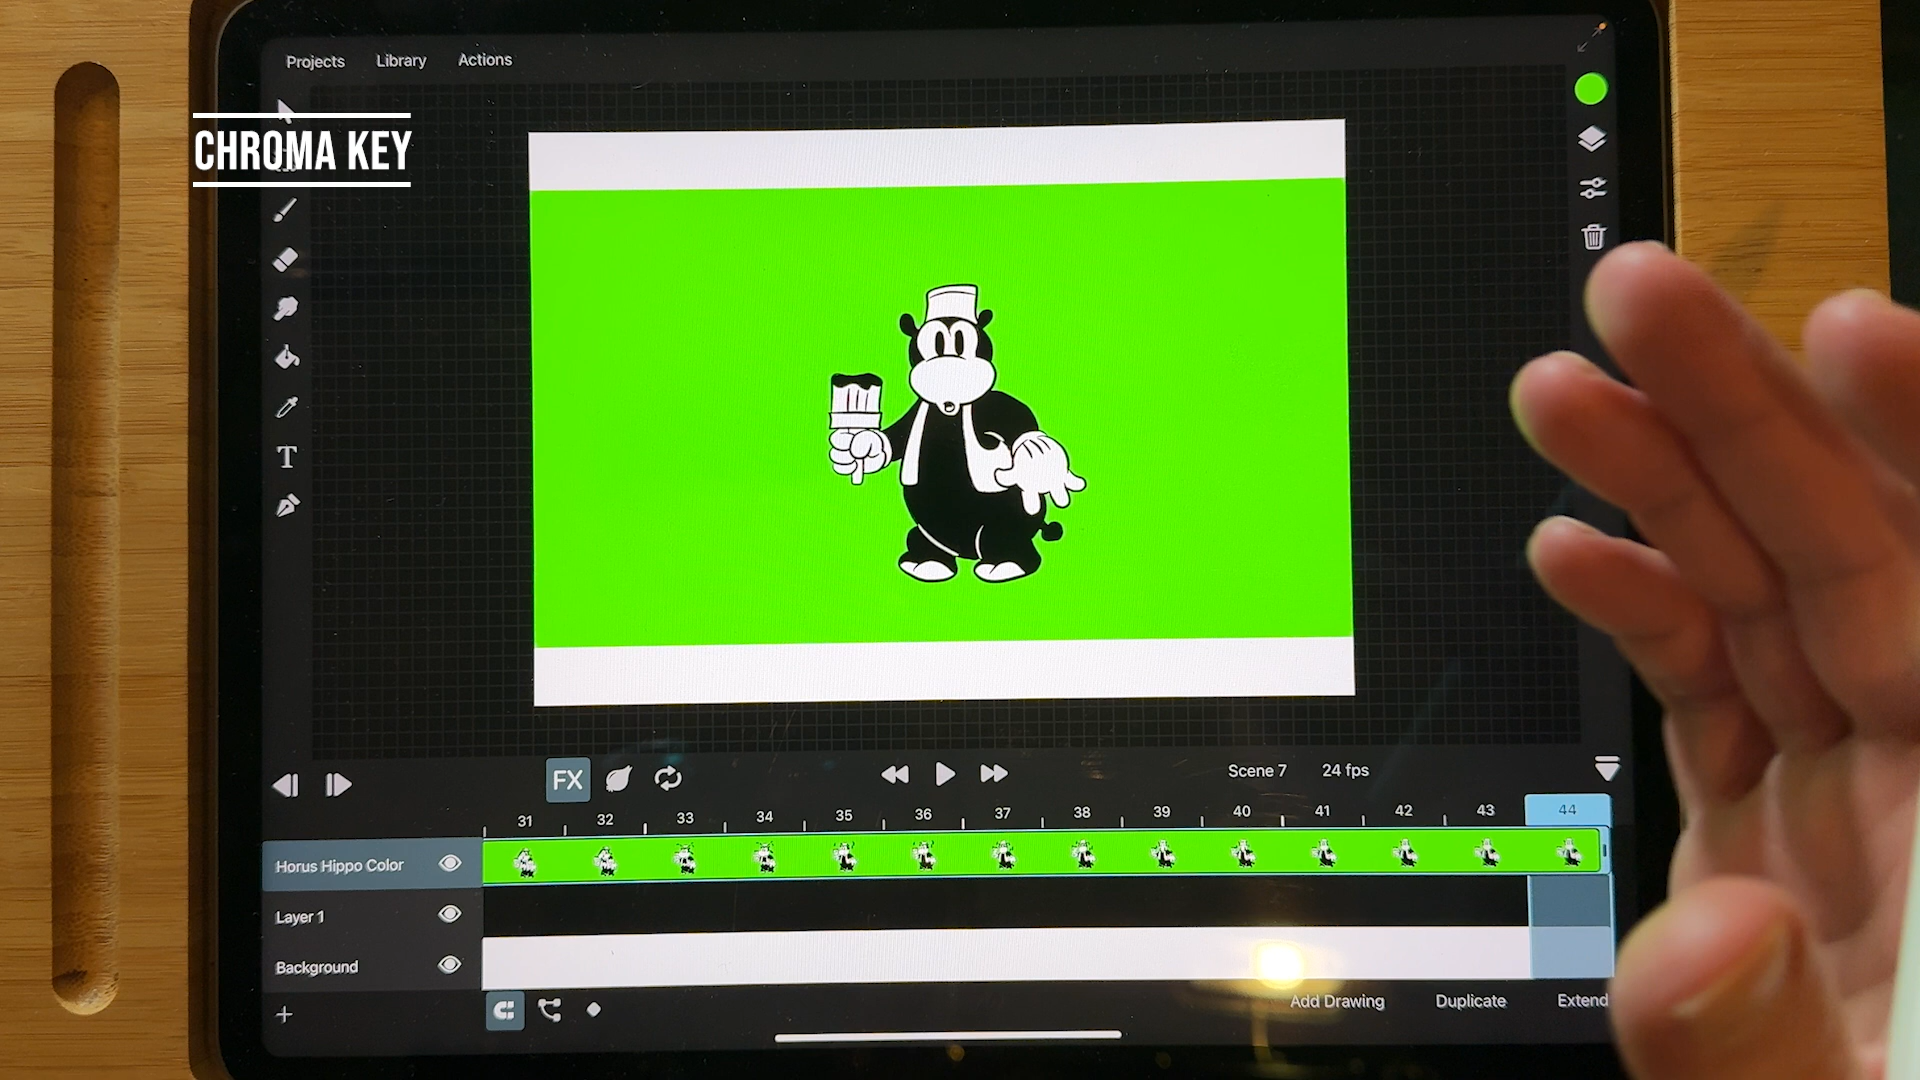 Projects Library Actions
CHROMA KEY
T
FX
Scene 7 24 fps
31 32 33 34 35 36 37 38 39 40 41 42 43 44
Horus Hippo Color
Layer 1
Background
Add Drawing Duplicate Extend